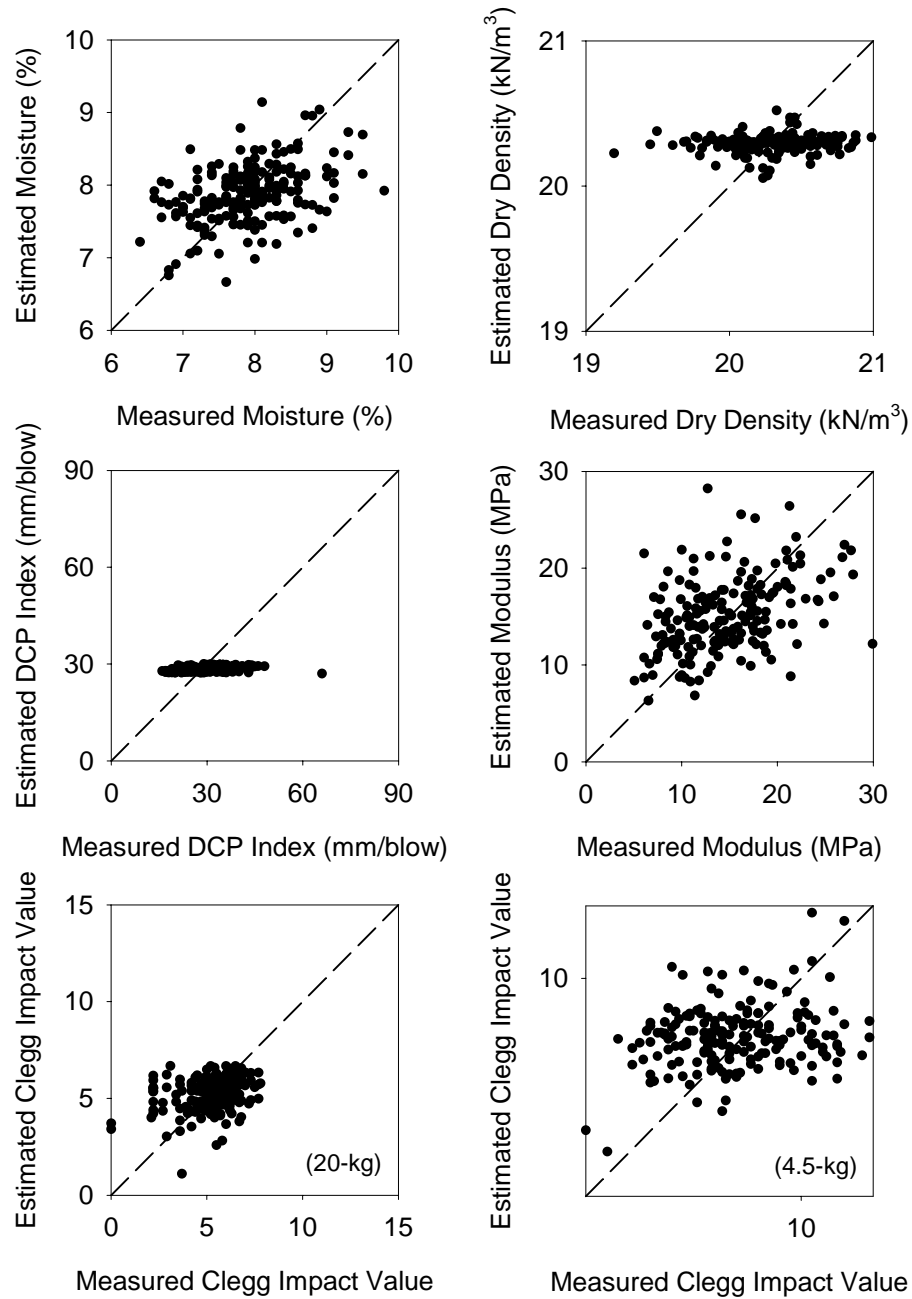 Estimated Moisture (%)
10
9
8
7
6
6 7 8 9 10
Measured Moisture (%)
Estimated Dry Density (kN/m³)
21
20
19
19 20 21
Measured Dry Density (kN/m³)
Estimated DCP Index (mm/blow)
90
60
30
0
0 30 60 90
Measured DCP Index (mm/blow)
Estimated Modulus (MPa)
30
20
10
0
0 10 20 30
Measured Modulus (MPa)
Estimated Clegg Impact Value
15
10
5
0
(20-kg)
0 5 10 15
Measured Clegg Impact Value
Estimated Clegg Impact Value
10
(4.5-kg)
10
Measured Clegg Impact Value